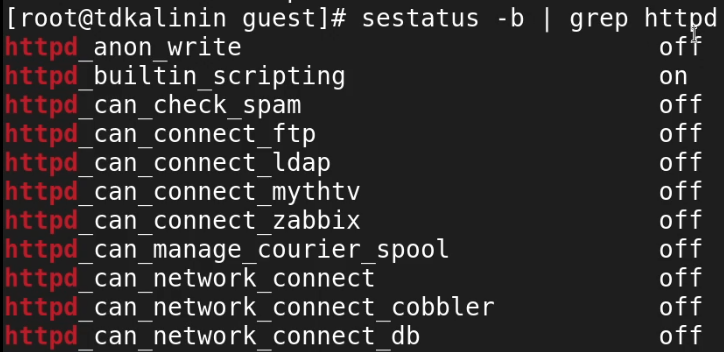 [root@tdkalinin guest]# sestatus -b | grep httpd
httpd_anon_write off
httpd_builtin_scripting on
httpd_can_check_spam off
httpd_can_connect_ftp off
httpd_can_connect_ldap off
httpd_can_connect_mythtv off
httpd_can_connect_zabbix off
httpd_can_manage_courier_spool off
httpd_can_network_connect off
httpd_can_network_connect_cobbler off
httpd_can_network_connect_db off